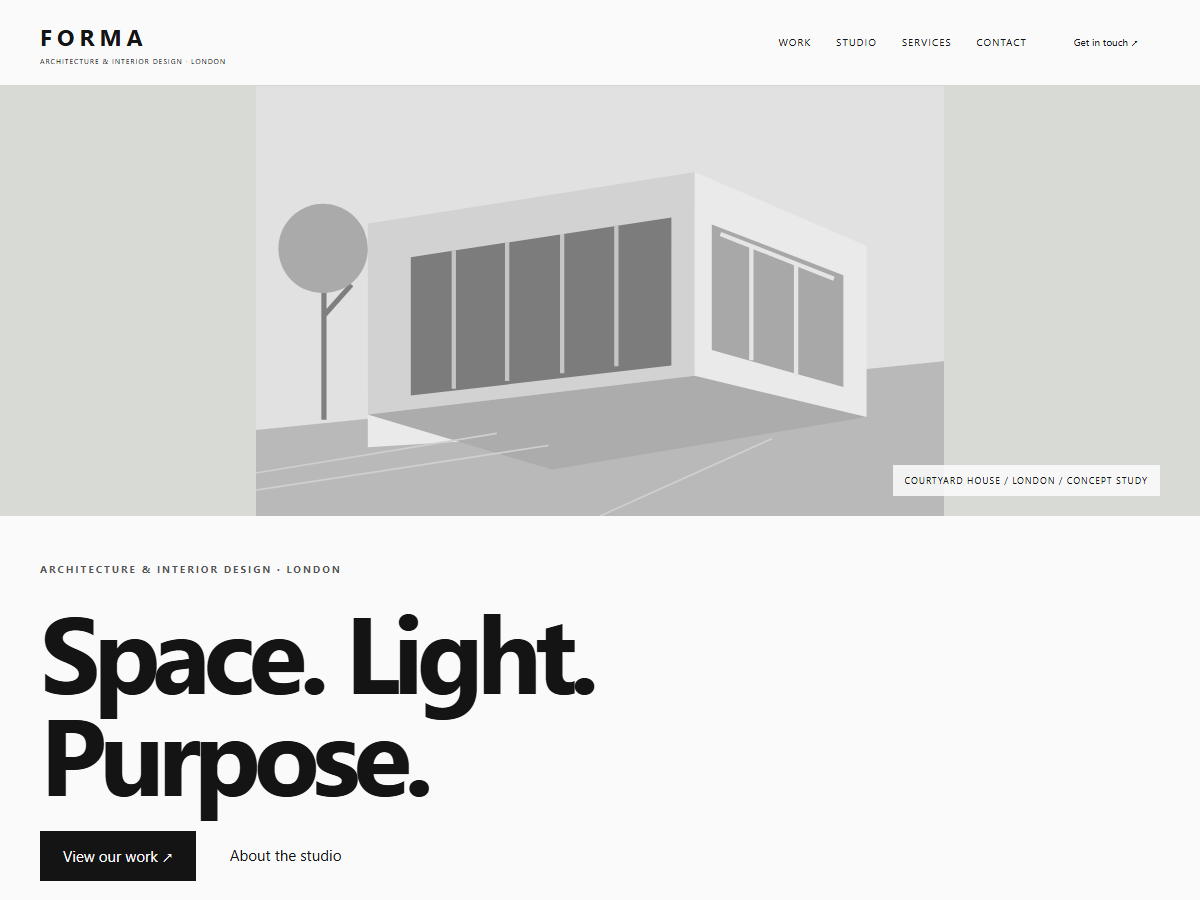 FORMA
ARCHITECTURE & INTERIOR DESIGN · LONDON
WORK STUDIO SERVICES CONTACT Get in touch ↗
COURTYARD HOUSE / LONDON / CONCEPT STUDY
ARCHITECTURE & INTERIOR DESIGN · LONDON
Space. Light.
Purpose.
View our work ↗ About the studio